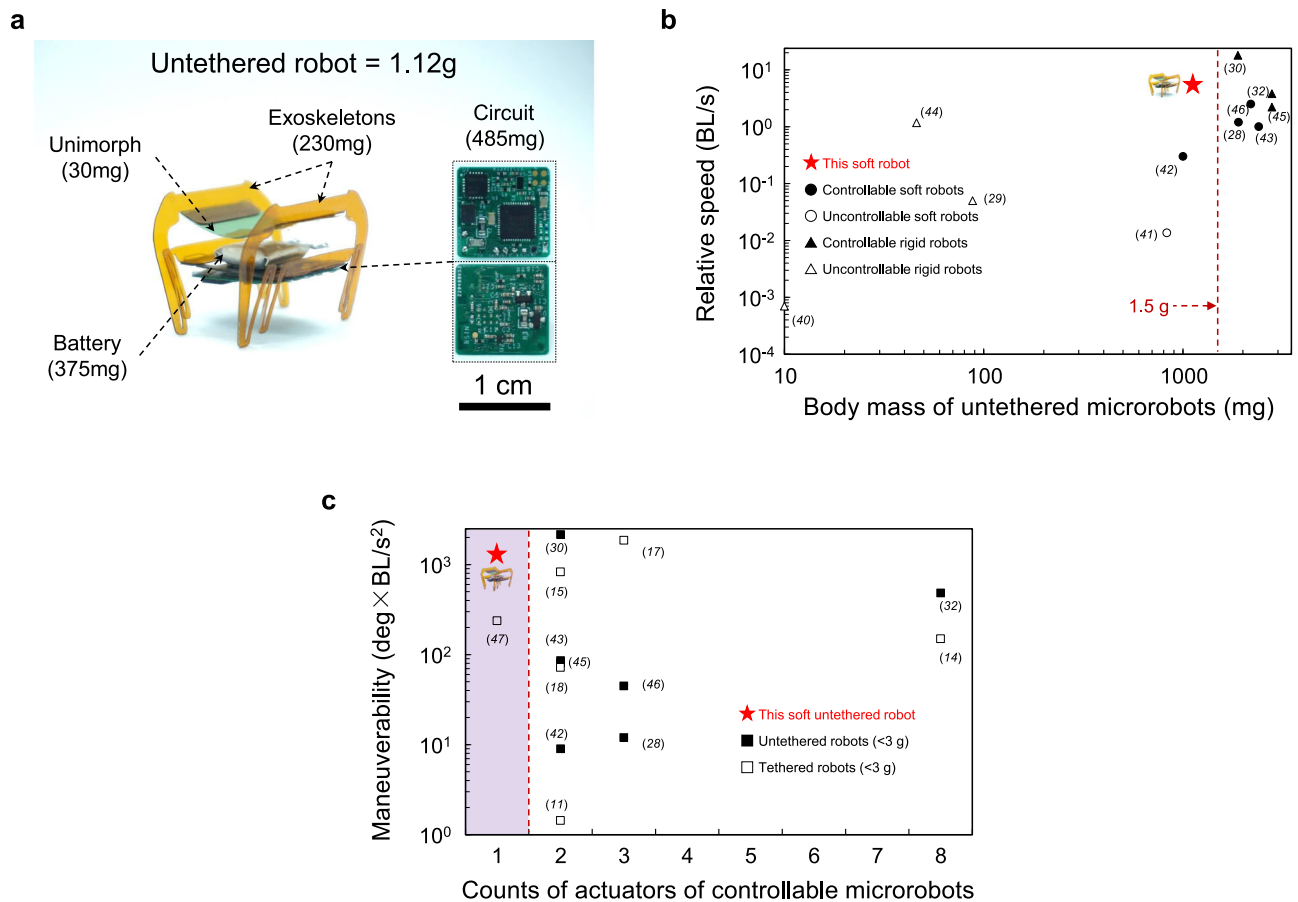 a
Untethered robot = 1.12g
Exoskeletons
(230mg)
Circuit
(485mg)
Unimorph
(30mg)
Battery
(375mg)
1 cm
b
Relative speed (BL/s)
10¹
10⁰
10⁻¹
10⁻²
10⁻³
10⁻⁴
(30)
(32)
(46)
(45)
(28)
(43)
(44)
(42)
(29)
(41)
(40)
This soft robot
Controllable soft robots
Uncontrollable soft robots
Controllable rigid robots
Uncontrollable rigid robots
1.5 g
10
100
1000
Body mass of untethered microrobots (mg)
c
Maneuverability (deg×BL/s²)
10³
10²
10¹
10⁰
(30)
(17)
(15)
(32)
(47)
(43)
(45)
(14)
(18)
(46)
(42)
(28)
(11)
This soft untethered robot
Untethered robots (<3 g)
Tethered robots (<3 g)
1 2 3 4 5 6 7 8
Counts of actuators of controllable microrobots